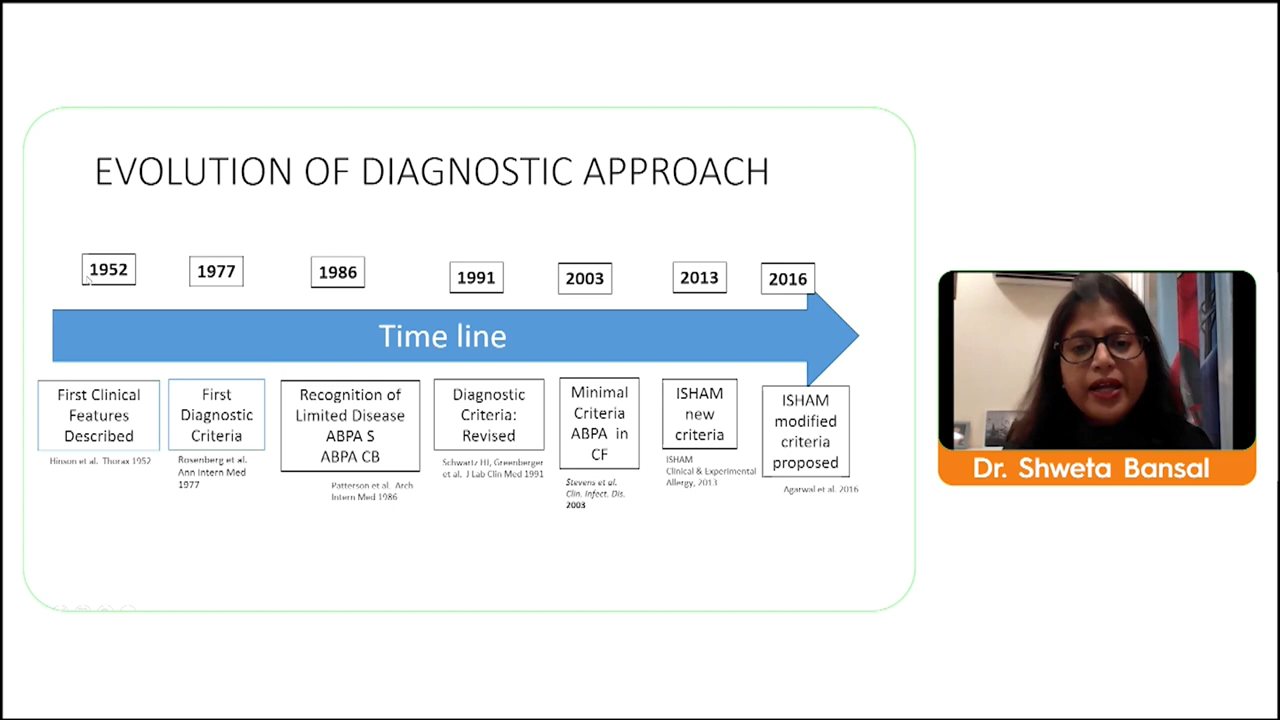 EVOLUTION OF DIAGNOSTIC APPROACH
1952
1977
1986
1991
2003
2013
2016
Time line
First Clinical
Features
Described
Hinson et al. Thorax 1952
First
Diagnostic
Criteria
Rosenberg et al.
Ann Intern Med
1977
Recognition of
Limited Disease
ABPA S
ABPA CB
Patterson et al. Arch
Intern Med 1986
Diagnostic
Criteria:
Revised
Schwartz HJ, Greenberger
et al. J Lab Clin Med 1991
Minimal
Criteria
ABPA in
CF
Stevens et al.
Clin. Infect. Dis.
2003
ISHAM
new
criteria
ISHAM
Clinical & Experimental
Allergy, 2013
ISHAM
modified
criteria
proposed
Agarwal et al. 2016
Dr. Shweta Bansal